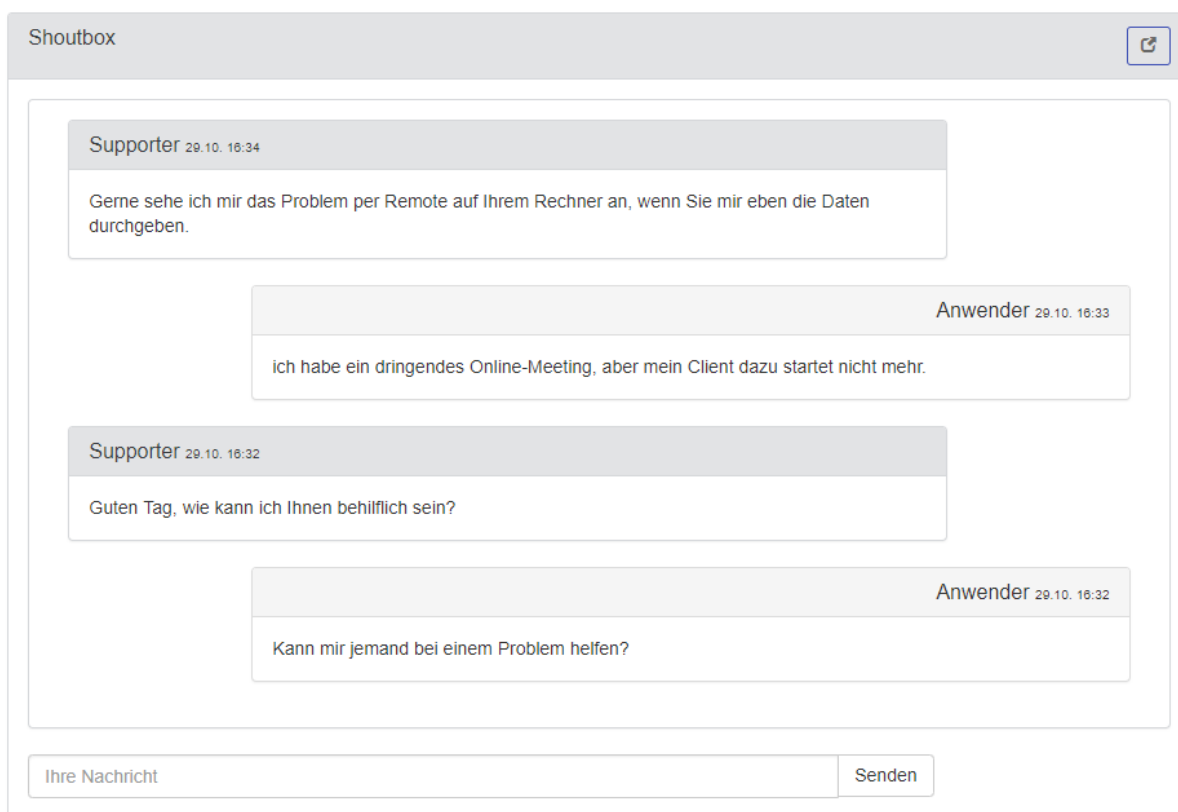 Shoutbox
Supporter 29.10. 16:34
Gerne sehe ich mir das Problem per Remote auf Ihrem Rechner an, wenn Sie mir eben die Daten
durchgeben.
Anwender 29.10. 16:33
ich habe ein dringendes Online-Meeting, aber mein Client dazu startet nicht mehr.
Supporter 29.10. 16:32
Guten Tag, wie kann ich Ihnen behilflich sein?
Anwender 29.10. 16:32
Kann mir jemand bei einem Problem helfen?
Ihre Nachricht
Senden